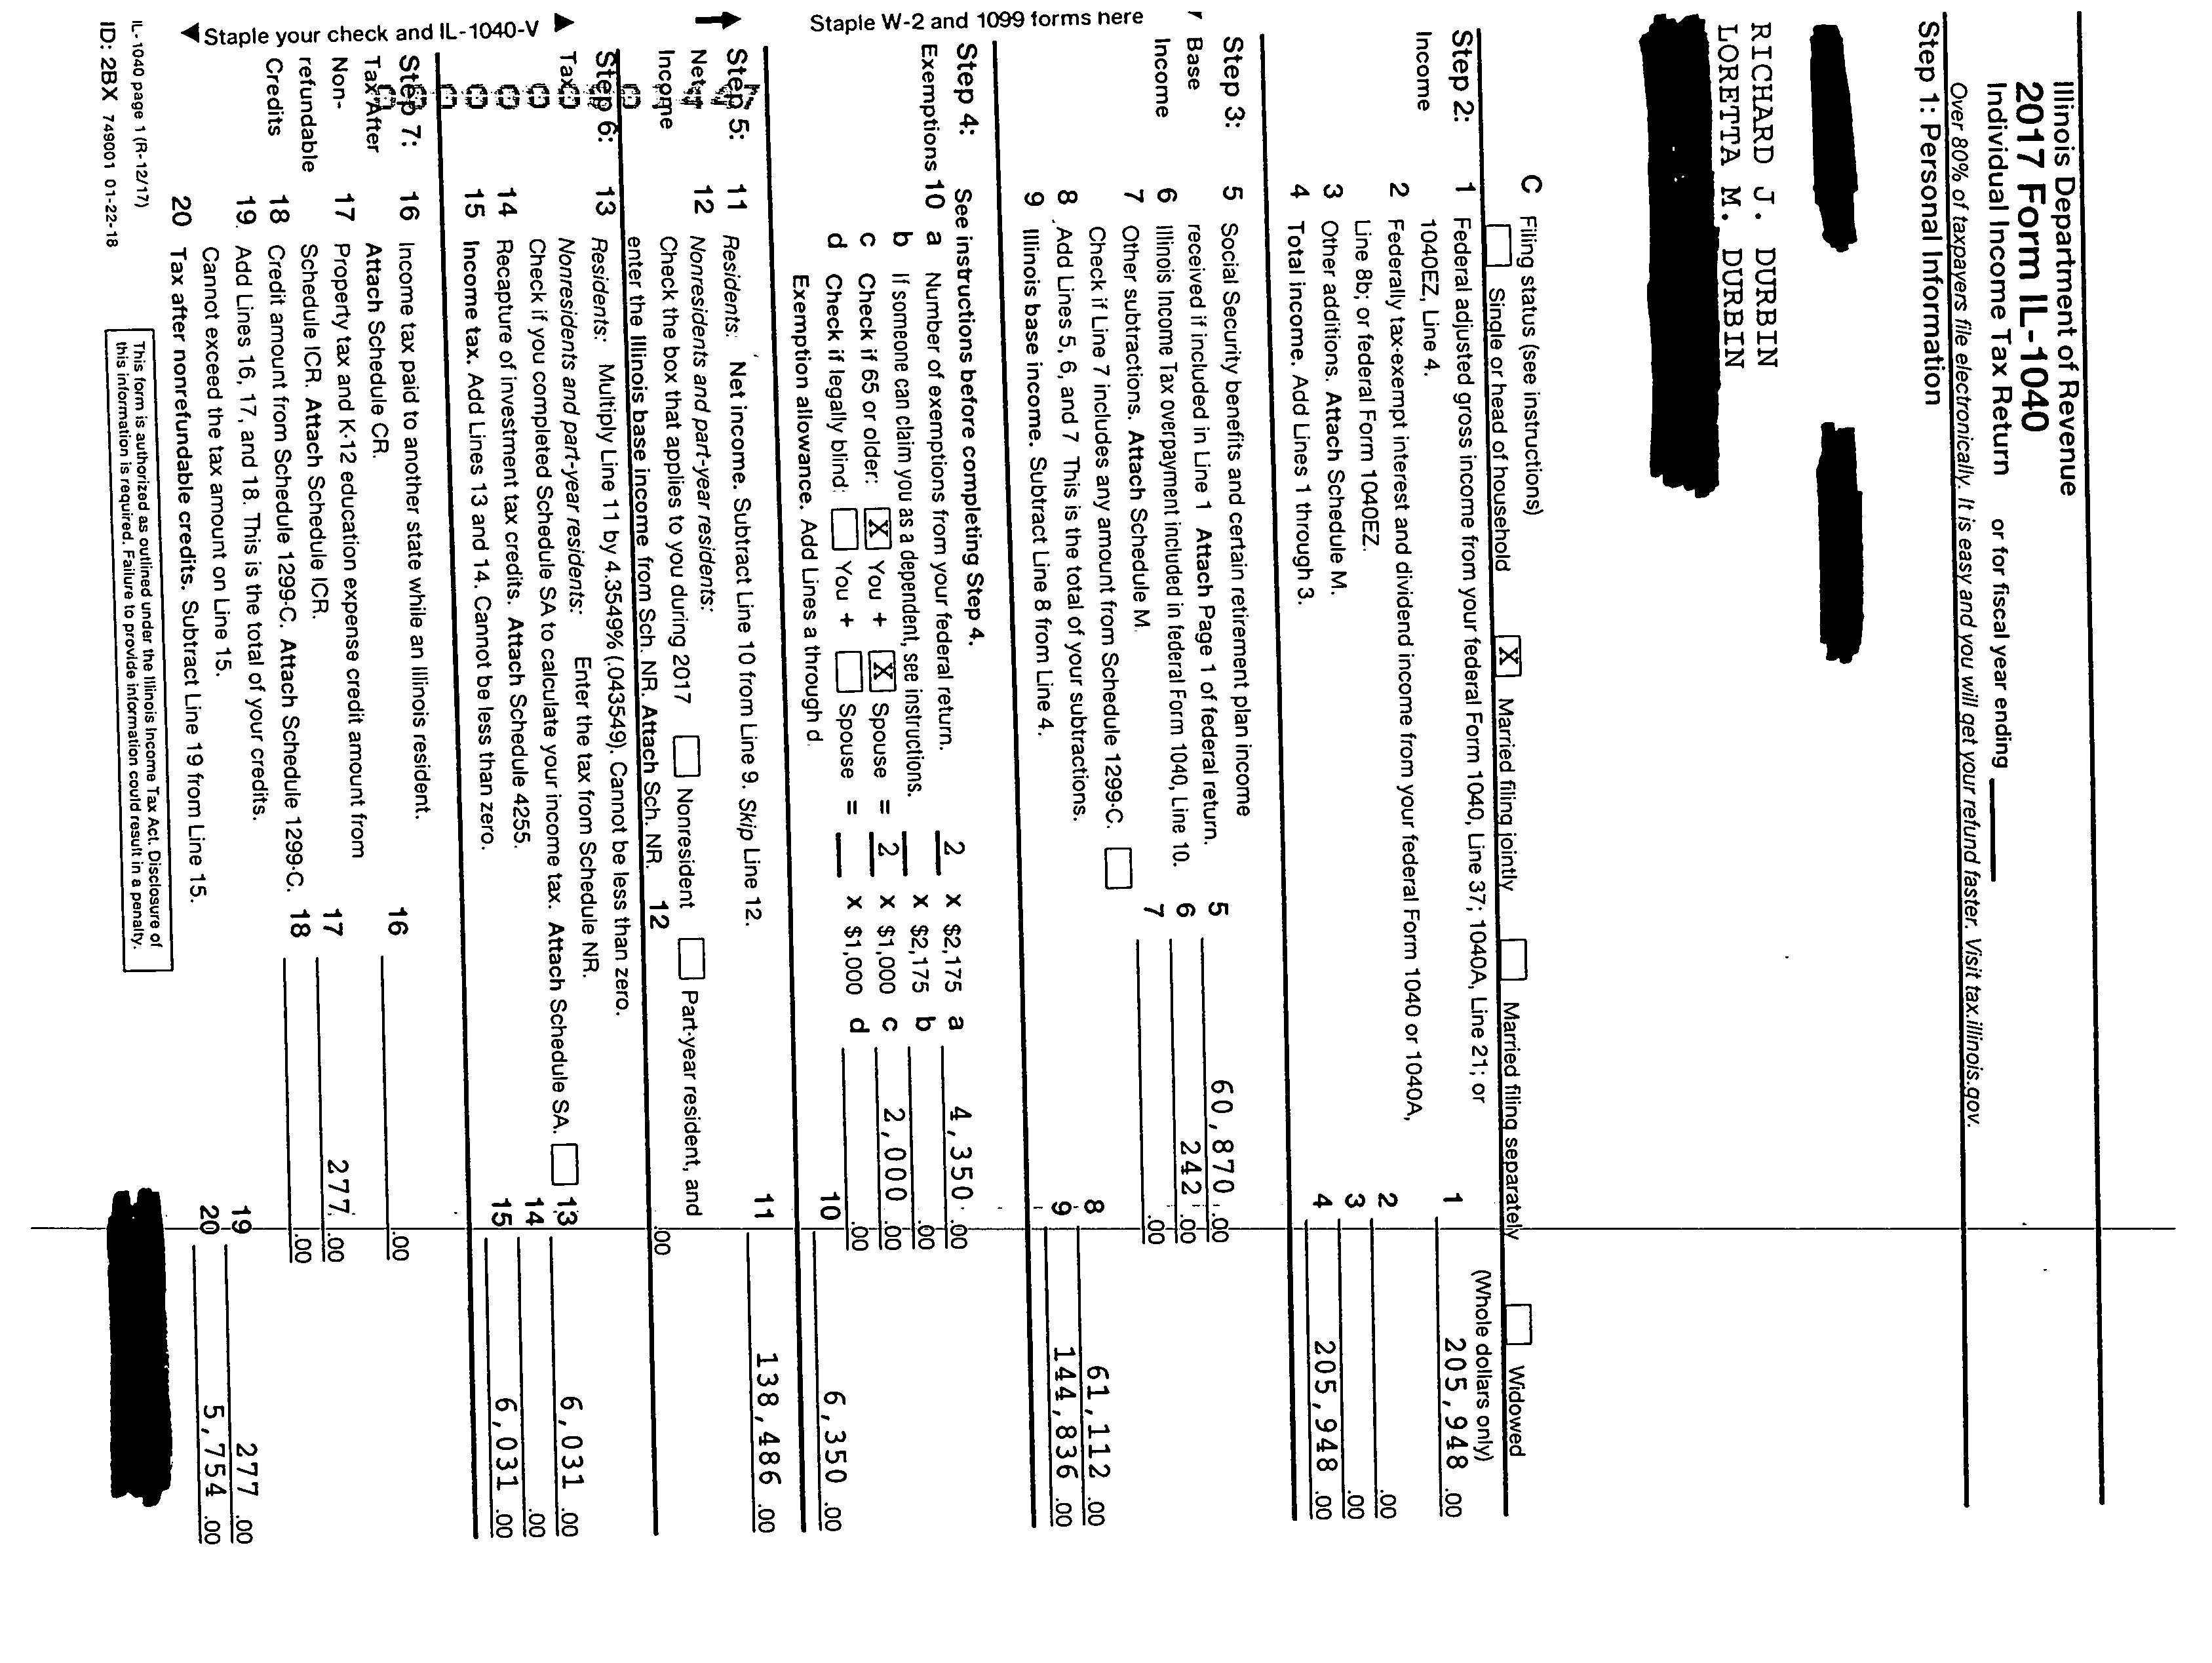 Illinois Department of Revenue
2017 Form IL-1040
Individual Income Tax Return or for fiscal year ending
Over 80% of taxpayers file electronically. It is easy and you will get your refund faster. Visit tax.illinois.gov.
Step 1: Personal Information
RICHARD J. DURBIN
LORETTA M. DURBIN
C Filing status (see instructions)
Single or head of household X Married filing jointly Married filing separately Widowed
(Whole dollars only)
Step 2: 1 Federal adjusted gross income from your federal Form 1040, Line 37; 1040A, Line 21; or
Income 1040EZ, Line 4. 1 205,948 .00
2 Federally tax-exempt interest and dividend income from your federal Form 1040 or 1040A,
Line 8b; or federal Form 1040EZ. 2 .00
3 Other additions. Attach Schedule M. 3 .00
4 Total income. Add Lines 1 through 3. 4 205,948 .00
Step 3: 5 Social Security benefits and certain retirement plan income
Base received if included in Line 1 Attach Page 1 of federal return. 5 60,870 .00
Income 6 Illinois Income Tax overpayment included in federal Form 1040, Line 10. 6 242 .00
7 Other subtractions. Attach Schedule M. 7 .00
Check if Line 7 includes any amount from Schedule 1299-C.
8 Add Lines 5, 6, and 7 This is the total of your subtractions. 8 61,112 .00
9 Illinois base income. Subtract Line 8 from Line 4. 9 144,836 .00
Staple W-2 and 1099 forms here
Step 4: See instructions before completing Step 4.
Exemptions 10 a Number of exemptions from your federal return. 2 X $2,175 a 4,350 .00
b If someone can claim you as a dependent, see instructions. X $2,175 b .00
c Check if 65 or older: X You + X Spouse = 2 X $1,000 c 2,000 .00
d Check if legally blind: You + Spouse = X $1,000 d .00
Exemption allowance. Add Lines a through d. 10 6,350 .00
Step 5: 11 Residents: Net income. Subtract Line 10 from Line 9. Skip Line 12. 11 138,486 .00
Net 12 Nonresidents and part-year residents:
Income Check the box that applies to you during 2017 Nonresident Part-year resident, and
enter the Illinois base income from Sch. NR. Attach Sch. NR. 12 .00
Step 6: 13 Residents: Multiply Line 11 by 4.3549% (.043549). Cannot be less than zero.
Tax Nonresidents and part-year residents: Enter the tax from Schedule NR.
Check if you completed Schedule SA to calculate your income tax. Attach Schedule SA. 13 6,031 .00
14 Recapture of investment tax credits. Attach Schedule 4255. 14 .00
15 Income tax. Add Lines 13 and 14. Cannot be less than zero. 15 6,031 .00
Step 7: 16 Income tax paid to another state while an Illinois resident.
Tax After Attach Schedule CR. 16 .00
Non- 17 Property tax and K-12 education expense credit amount from
refundable Schedule ICR. Attach Schedule ICR. 17 277 .00
Credits 18 Credit amount from Schedule 1299-C. Attach Schedule 1299-C. 18 .00
19 Add Lines 16, 17, and 18. This is the total of your credits.
Cannot exceed the tax amount on Line 15. 19 277 .00
20 Tax after nonrefundable credits. Subtract Line 19 from Line 15. 20 5,754 .00
Staple your check and IL-1040-V
IL-1040 page 1 (R-12/17)
ID: 2BX 749001 01-22-18
This form is authorized as outlined under the Illinois Income Tax Act. Disclosure of
this information is required. Failure to provide information could result in a penalty.